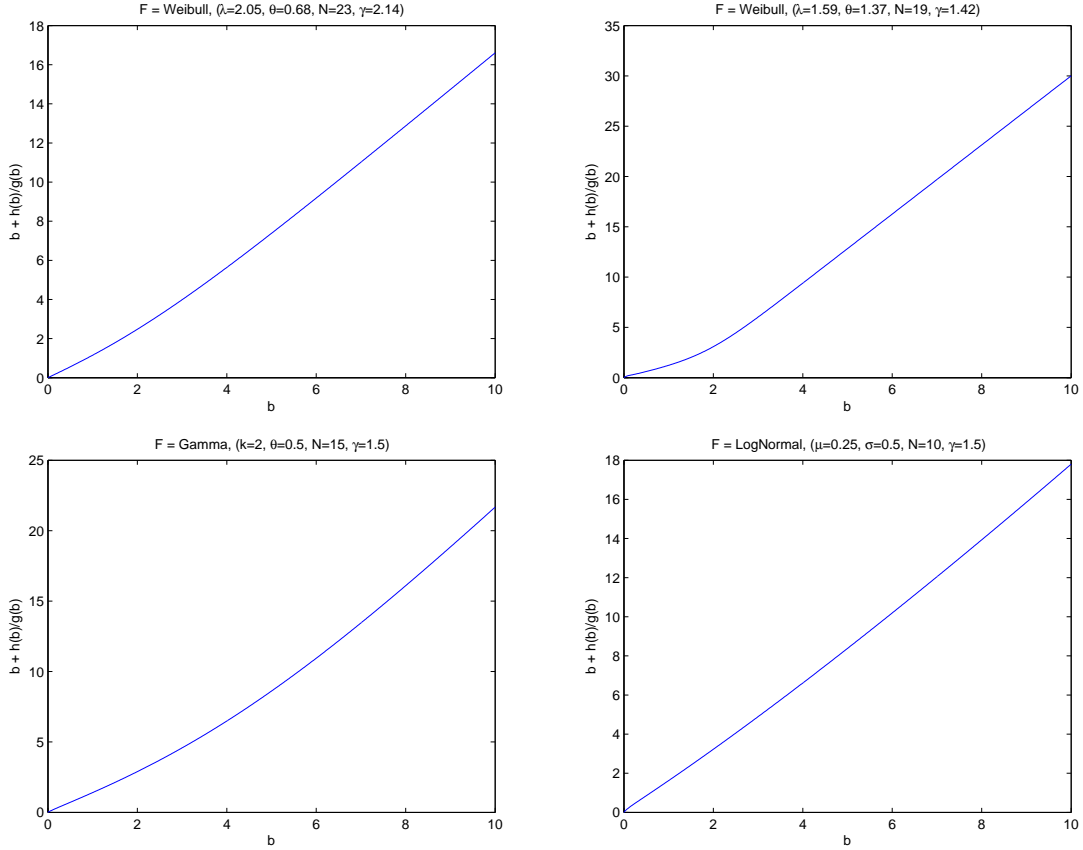 F = Weibull, (λ=2.05, θ=0.68, N=23, γ=2.14)
18
16
14
12
10
8
6
4
2
0
b + h(b)/g(b)
0 2 4 6 8 10
b
F = Weibull, (λ=1.59, θ=1.37, N=19, γ=1.42)
35
30
25
20
15
10
5
0
b + h(b)/g(b)
0 2 4 6 8 10
b
F = Gamma, (k=2, θ=0.5, N=15, γ=1.5)
25
20
15
10
5
0
b + h(b)/g(b)
0 2 4 6 8 10
b
F = LogNormal, (μ=0.25, σ=0.5, N=10, γ=1.5)
18
16
14
12
10
8
6
4
2
0
b + h(b)/g(b)
0 2 4 6 8 10
b